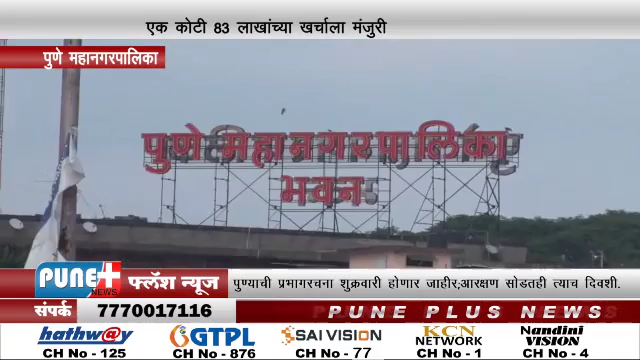 एक कोटी 83 लाखांच्या खर्चाला मंजुरी
पुणे महानगरपालिका
पुणे महानगरपालिका
भवन
PUNE+
NEWS
फ्लॅश न्यूज
पुण्याची प्रभागरचना शुक्रवारी होणार जाहीर;आरक्षण सोडतही त्याच दिवशी.
संपर्क
7770017116
PUNE PLUS NEWS
hathw@y
CH No - 125
GTPL
CH No - 876
SAI VISION
CH No - 77
KCN
NETWORK
CH No - 1
Nandini
VISION
CH No - 4